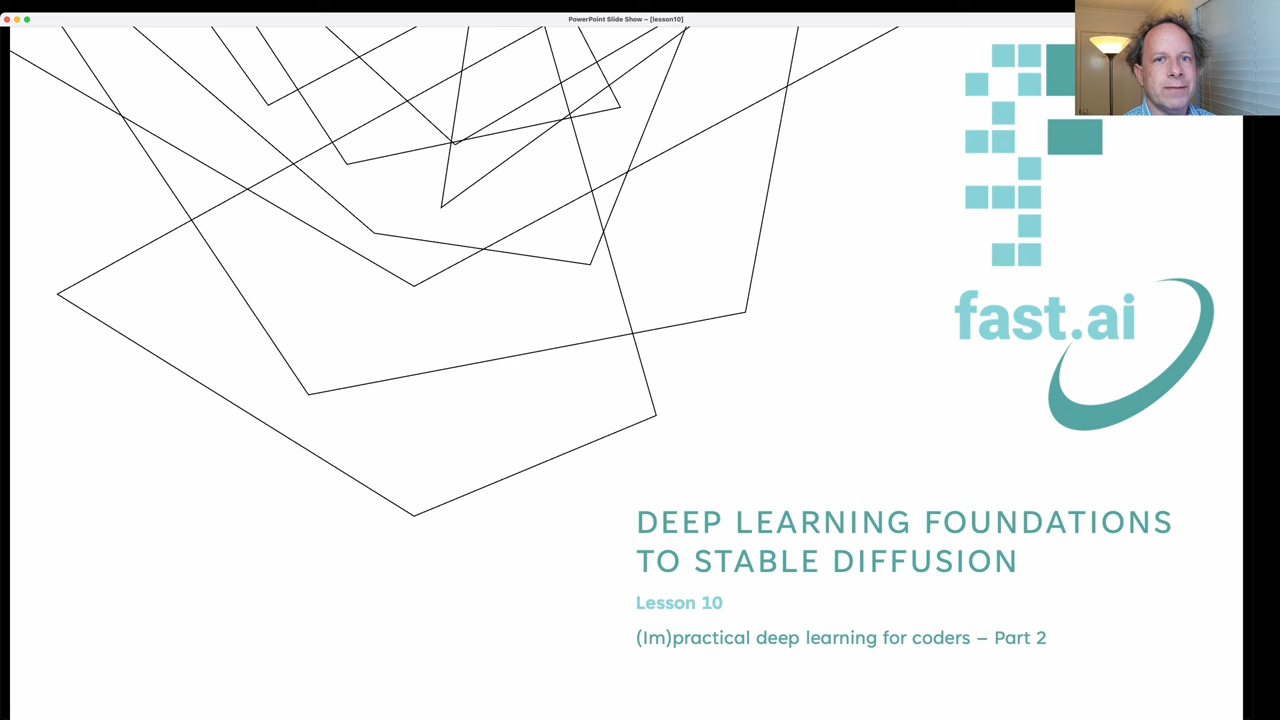 PowerPoint Slide Show – [lesson10]
fast.ai
DEEP LEARNING FOUNDATIONS
TO STABLE DIFFUSION
Lesson 10
(Im)practical deep learning for coders – Part 2